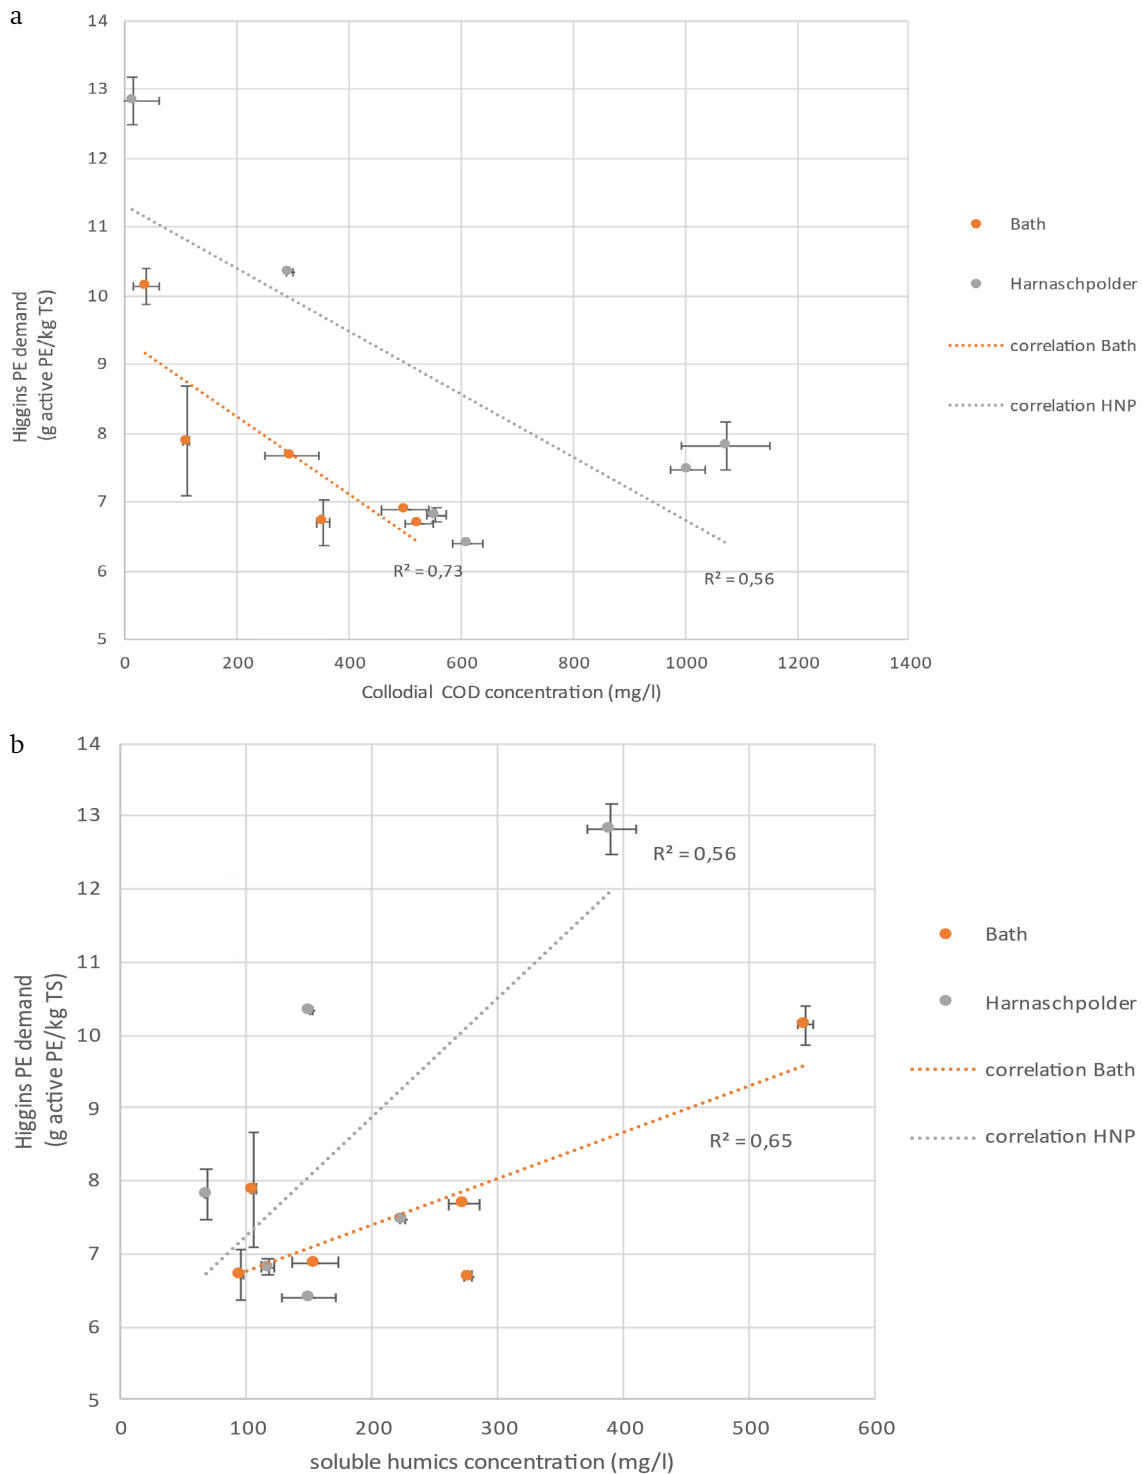 a
14
13
12
11
10
9
8
7
6
5
Higgins PE demand
(g active PE/kg TS)
R² = 0,73
R² = 0,56
0 200 400 600 800 1000 1200 1400
Collodial COD concentration (mg/l)
Bath
Harnaschpolder
correlation Bath
correlation HNP
b
14
13
12
11
10
9
8
7
6
5
Higgins PE demand
(g active PE/kg TS)
R² = 0,56
R² = 0,65
0 100 200 300 400 500 600
soluble humics concentration (mg/l)
Bath
Harnaschpolder
correlation Bath
correlation HNP